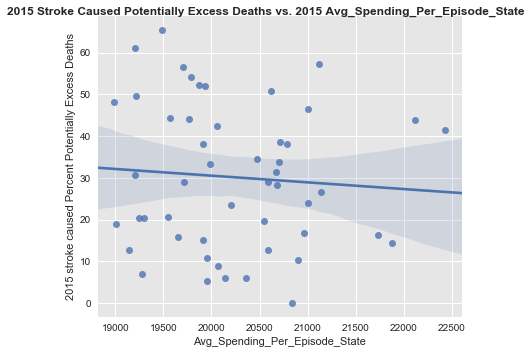 2015 Stroke Caused Potentially Excess Deaths vs. 2015 Avg_Spending_Per_Episode_State
2015 stroke caused Percent Potentially Excess Deaths
60
50
40
30
20
10
0
19000 19500 20000 20500 21000 21500 22000 22500
Avg_Spending_Per_Episode_State